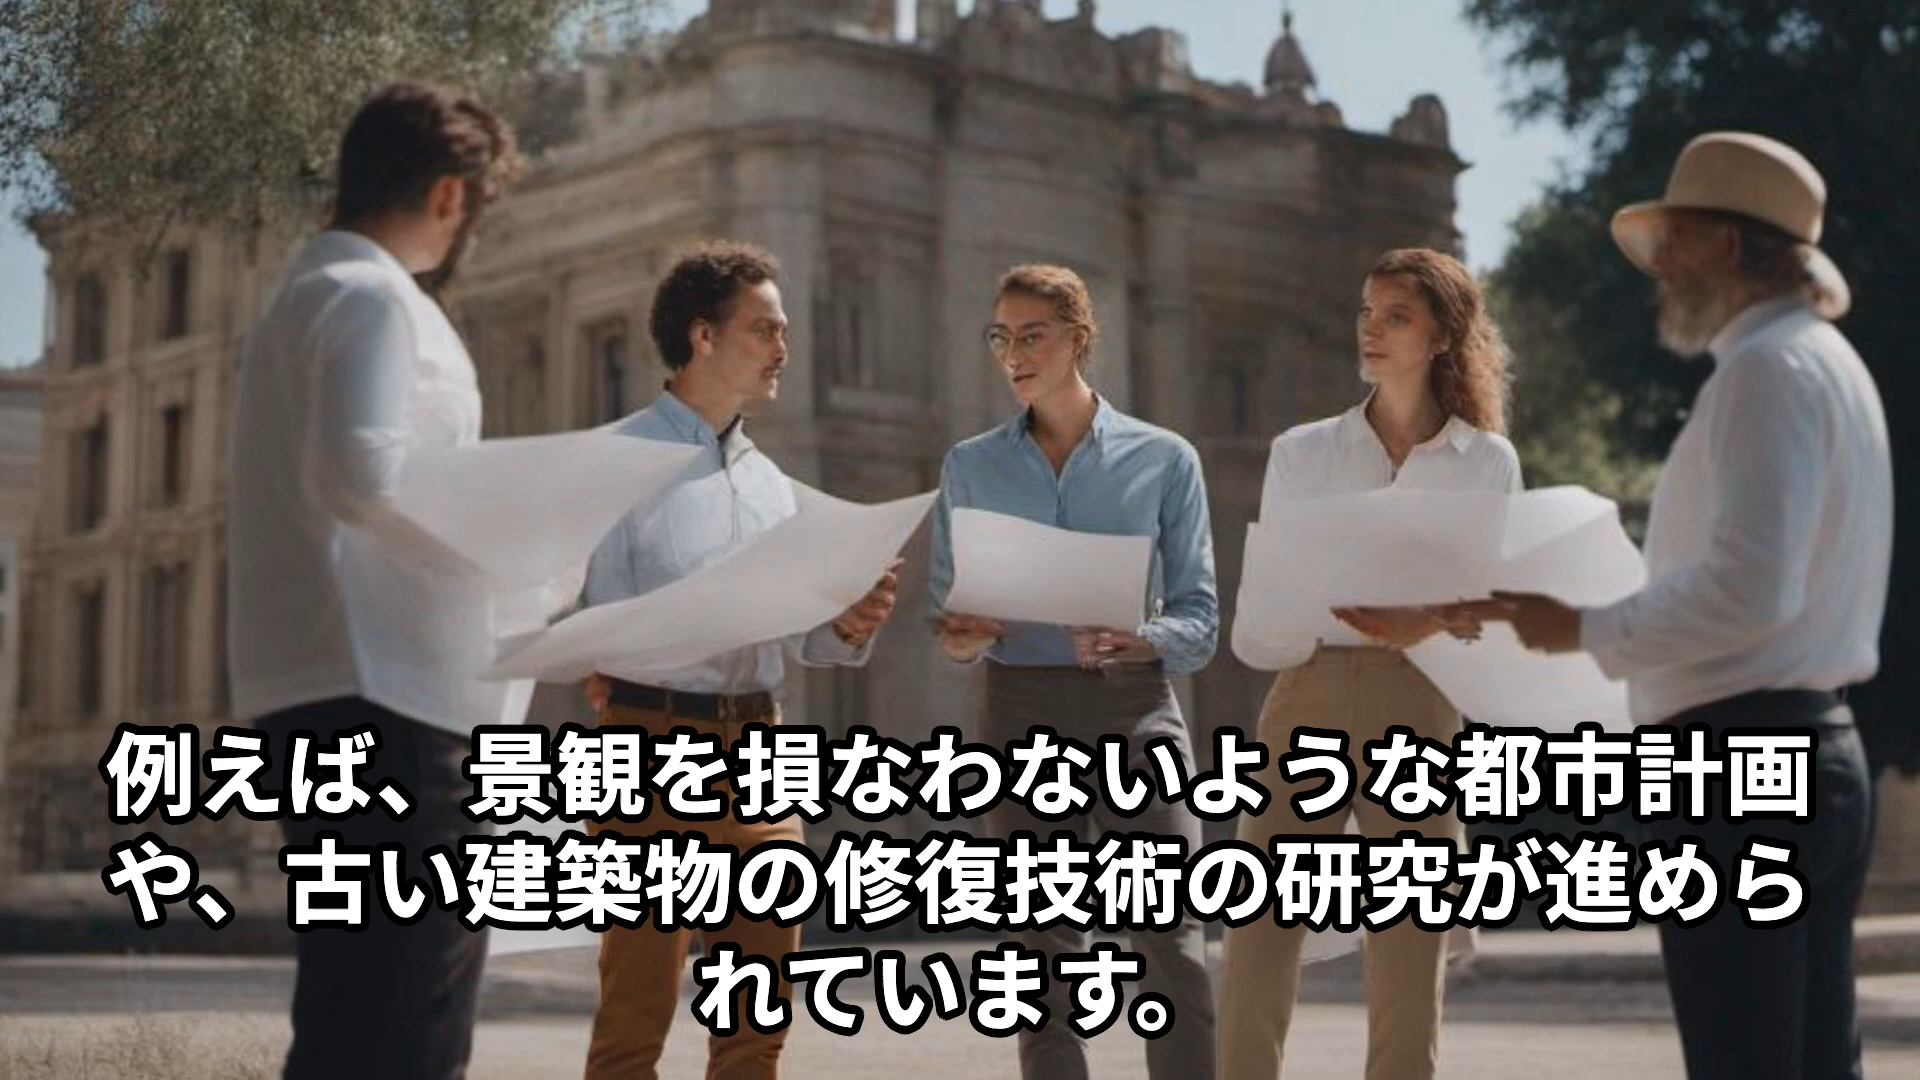 例えば、景観を損なわないような都市計画
や、古い建築物の修復技術の研究が進めら
れています。